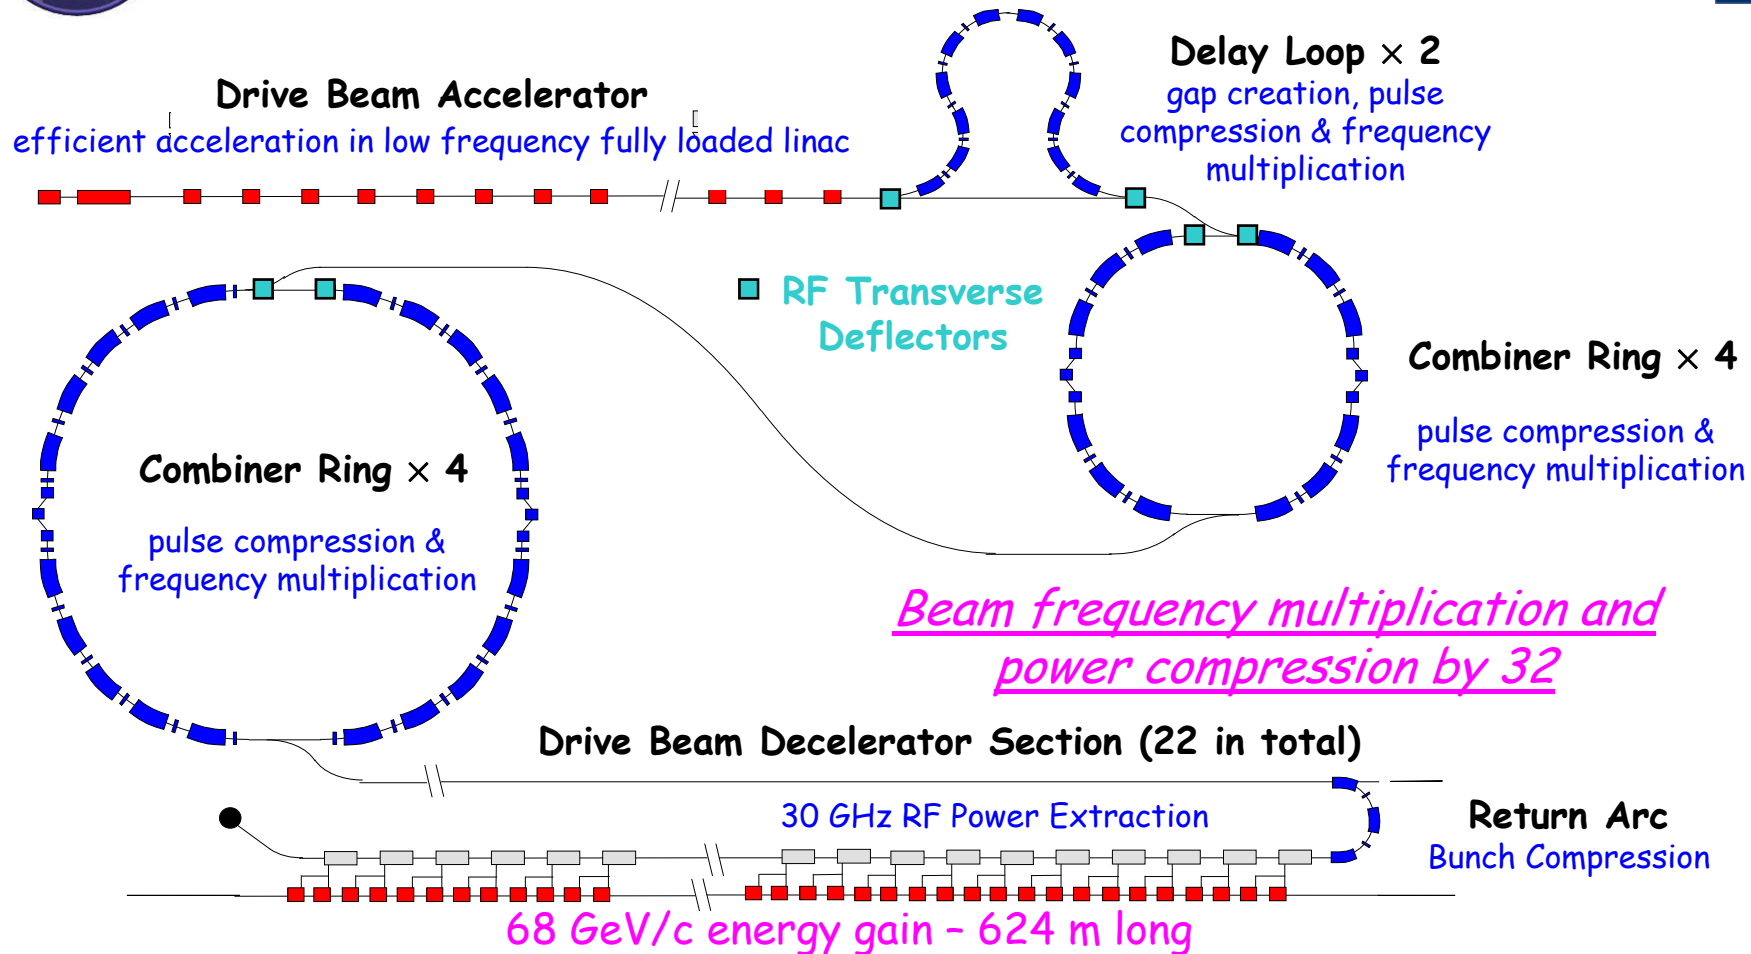 Drive Beam Accelerator
efficient acceleration in low frequency fully loaded linac
Delay Loop × 2
gap creation, pulse
compression & frequency
multiplication
RF Transverse
Deflectors
Combiner Ring × 4
pulse compression &
frequency multiplication
Combiner Ring × 4
pulse compression &
frequency multiplication
Beam frequency multiplication and
power compression by 32
Drive Beam Decelerator Section (22 in total)
30 GHz RF Power Extraction
Return Arc
Bunch Compression
68 GeV/c energy gain – 624 m long